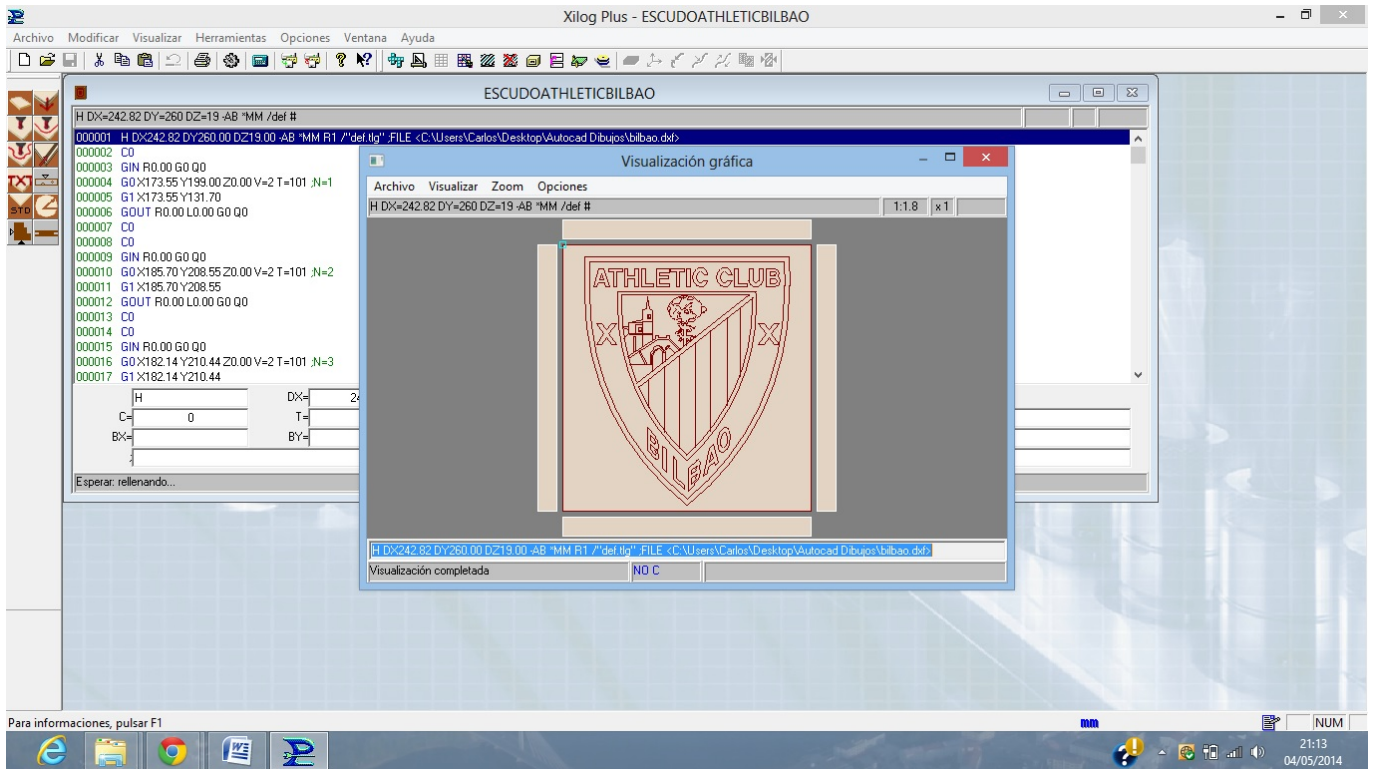 Xilog Plus - ESCUDOATHLETICBILBAO
Archivo Modificar Visualizar Herramientas Opciones Ventana Ayuda
ESCUDOATHLETICBILBAO
H DX=242.82 DY=260 DZ=19 -AB *MM /def #
000001 H DX242.82 DY260.00 DZ19.00 -AB *MM R1 /"def.tlg" ;FILE <C:\Users\Carlos\Desktop\Autocad Dibujos\bilbao.dxf>
000002 C0
000003 GIN R0.00 G0 Q0
000004 G0 X173.55 Y199.00 Z0.00 V=2 T=101 ;N=1
000005 G1 X173.55 Y131.70
000006 GOUT R0.00 L0.00 G0 Q0
000007 C0
000008 C0
000009 GIN R0.00 G0 Q0
000010 G0 X185.70 Y208.55 Z0.00 V=2 T=101 ;N=2
000011 G1 X185.70 Y208.55
000012 GOUT R0.00 L0.00 G0 Q0
000013 C0
000014 C0
000015 GIN R0.00 G0 Q0
000016 G0 X182.14 Y210.44 Z0.00 V=2 T=101 ;N=3
000017 G1 X182.14 Y210.44
H DX= 24
C= 0 T=
BX= BY=
;
Esperar: rellenando...
TXT
STD
Visualización gráfica
Archivo Visualizar Zoom Opciones
H DX=242.82 DY=260 DZ=19 -AB *MM /def # 1:1.8 x 1
ATHLETIC CLUB
X X
BILBAO
H DX242.82 DY260.00 DZ19.00 -AB *MM R1 /"def.tlg" ;FILE <C:\Users\Carlos\Desktop\Autocad Dibujos\bilbao.dxf>
Visualización completada NO C
Para informaciones, pulsar F1 mm NUM
21:13
04/05/2014